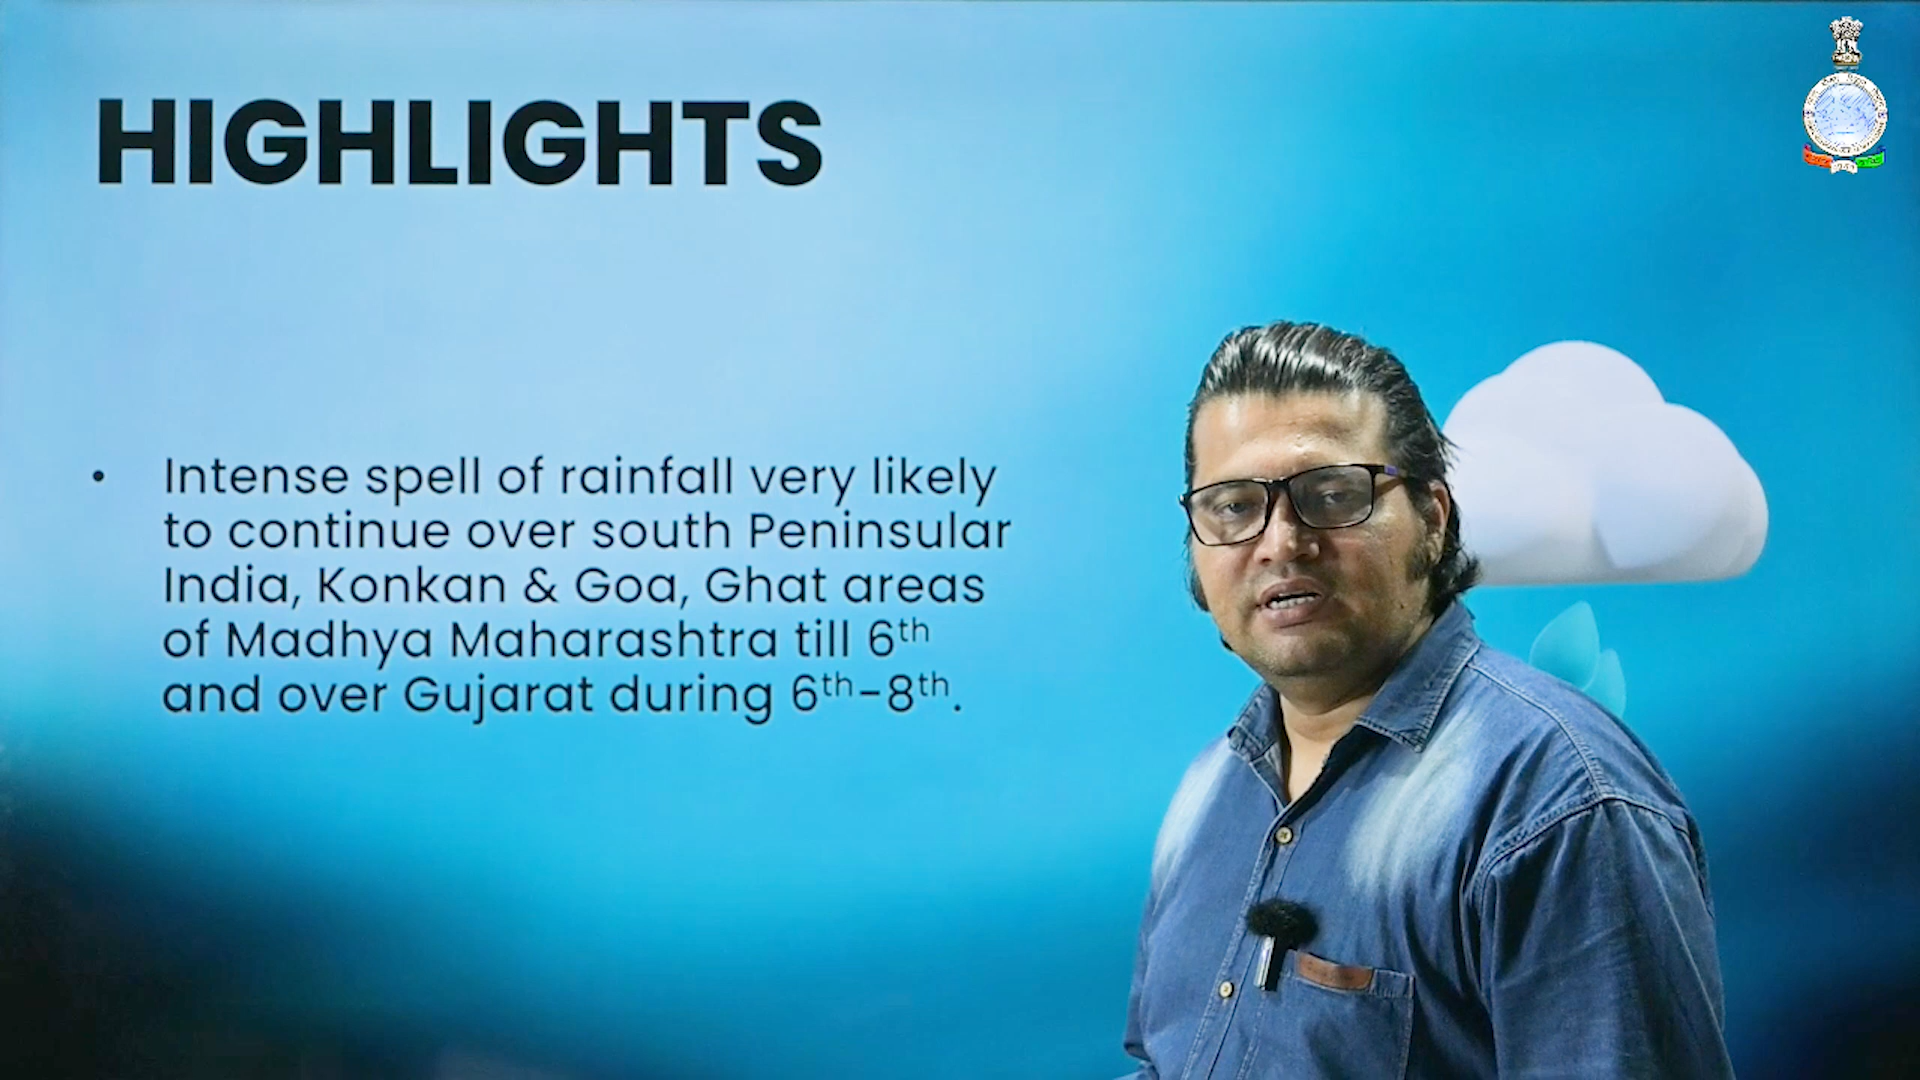 HIGHLIGHTS
• Intense spell of rainfall very likely
to continue over south Peninsular
India, Konkan & Goa, Ghat areas
of Madhya Maharashtra till 6th
and over Gujarat during 6th-8th.